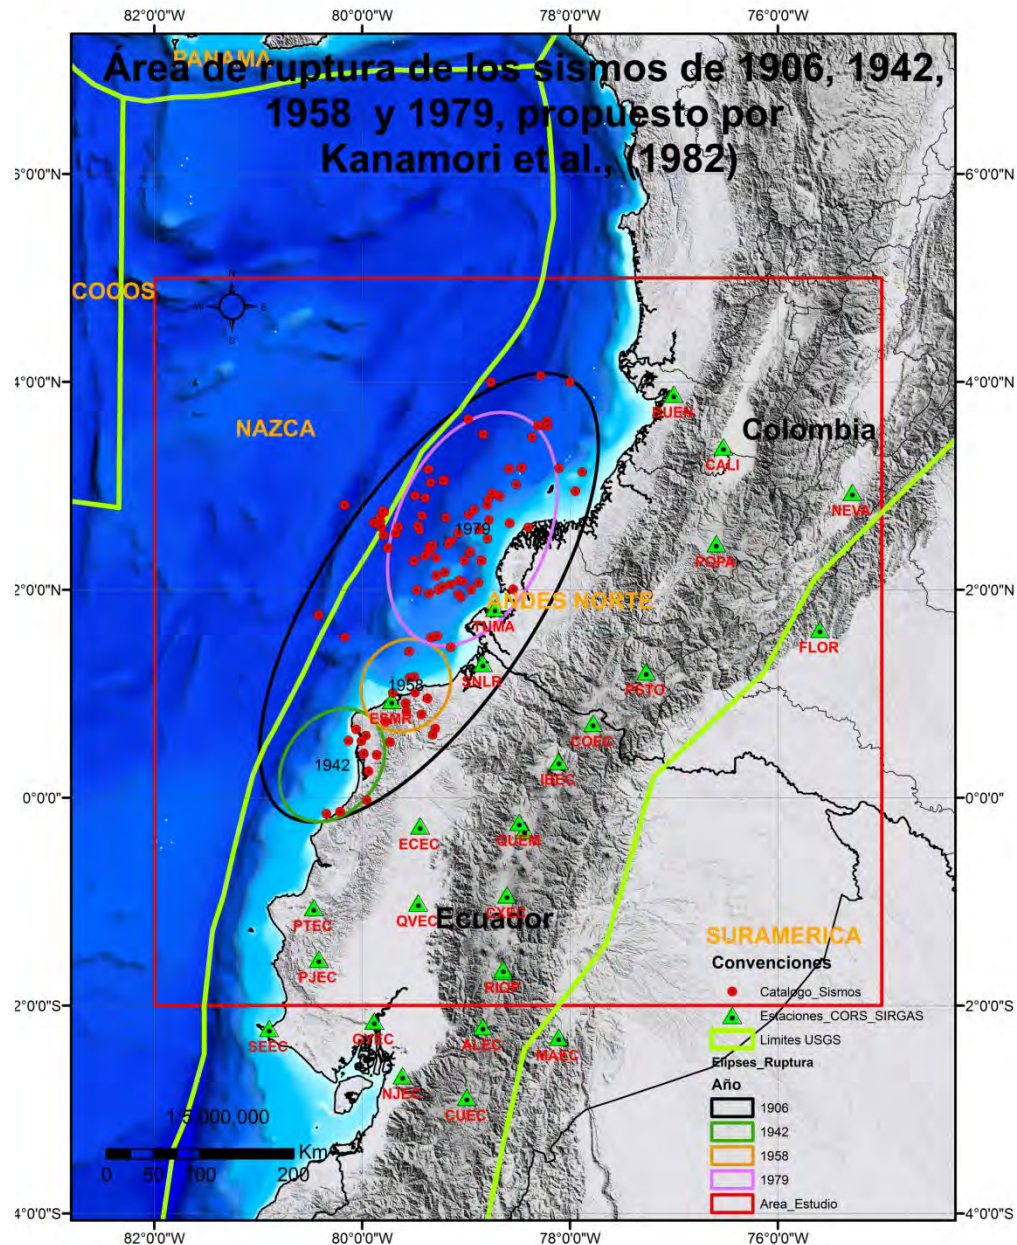 82°0'0"W 80°0'0"W 78°0'0"W 76°0'0"W
PANAMA
Área de ruptura de los sismos de 1906, 1942,
1958 y 1979, propuesto por
Kanamori et al., (1982)
6°0'0"N
6°0'0"N
COCOS
N
W E
S
4°0'0"N
4°0'0"N
BUEN
NAZCA
Colombia
CALI
NEVA
1979
POPA
2°0'0"N
2°0'0"N
ANDES NORTE
TUMA
FLOR
SNLR
PSTO
1958
ESMR
COEC
1942
IBEC
0°0'0"
0°0'0"
ECEC
QUEM
PTEC
QVEC
CXEC
Ecuador
SURAMERICA
PJEC
RIOP
Convenciones
Catalogo_Sismos
2°0'0"S
2°0'0"S
Estaciones_CORS_SIRGAS
SEEC
GYEC
ALEC
MAEC
Limites USGS
Elipses_Ruptura
NJEC
CUEC
Año
1906
1:5 000,000
1942
Km
1958
0 50 100 200
1979
Area_Estudio
4°0'0"S
4°0'0"S
82°0'0"W 80°0'0"W 78°0'0"W 76°0'0"W